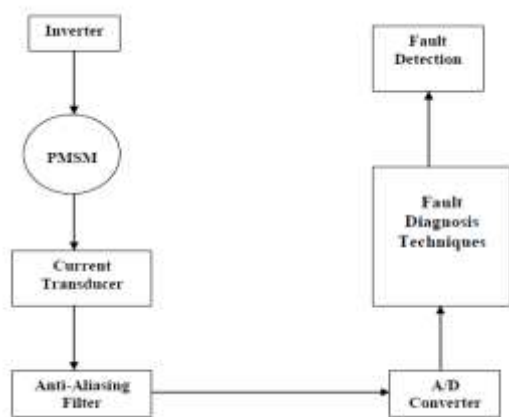 Inverter
PMSM
Current
Transducer
Anti-Aliasing
Filter
A/D
Converter
Fault
Diagnosis
Techniques
Fault
Detection